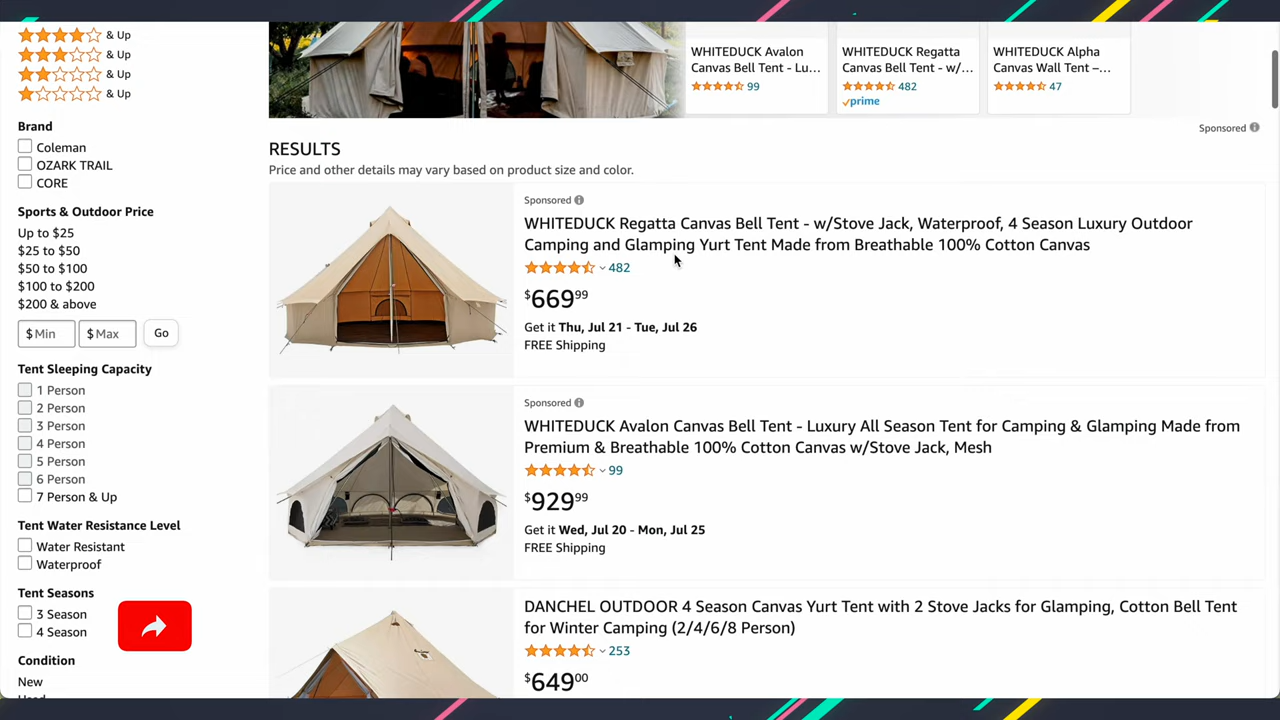 & Up
& Up
& Up
& Up
Brand
Coleman
OZARK TRAIL
CORE
Sports & Outdoor Price
Up to $25
$25 to $50
$50 to $100
$100 to $200
$200 & above
$ Min
$ Max
Go
Tent Sleeping Capacity
1 Person
2 Person
3 Person
4 Person
5 Person
6 Person
7 Person & Up
Tent Water Resistance Level
Water Resistant
Waterproof
Tent Seasons
3 Season
4 Season
Condition
New
WHITEDUCK Avalon
Canvas Bell Tent - Lu...
99
WHITEDUCK Regatta
Canvas Bell Tent - w/...
482
prime
WHITEDUCK Alpha
Canvas Wall Tent –...
47
Sponsored
RESULTS
Price and other details may vary based on product size and color.
Sponsored
WHITEDUCK Regatta Canvas Bell Tent - w/Stove Jack, Waterproof, 4 Season Luxury Outdoor
Camping and Glamping Yurt Tent Made from Breathable 100% Cotton Canvas
482
$66999
Get it Thu, Jul 21 - Tue, Jul 26
FREE Shipping
Sponsored
WHITEDUCK Avalon Canvas Bell Tent - Luxury All Season Tent for Camping & Glamping Made from
Premium & Breathable 100% Cotton Canvas w/Stove Jack, Mesh
99
$92999
Get it Wed, Jul 20 - Mon, Jul 25
FREE Shipping
DANCHEL OUTDOOR 4 Season Canvas Yurt Tent with 2 Stove Jacks for Glamping, Cotton Bell Tent
for Winter Camping (2/4/6/8 Person)
253
$64900